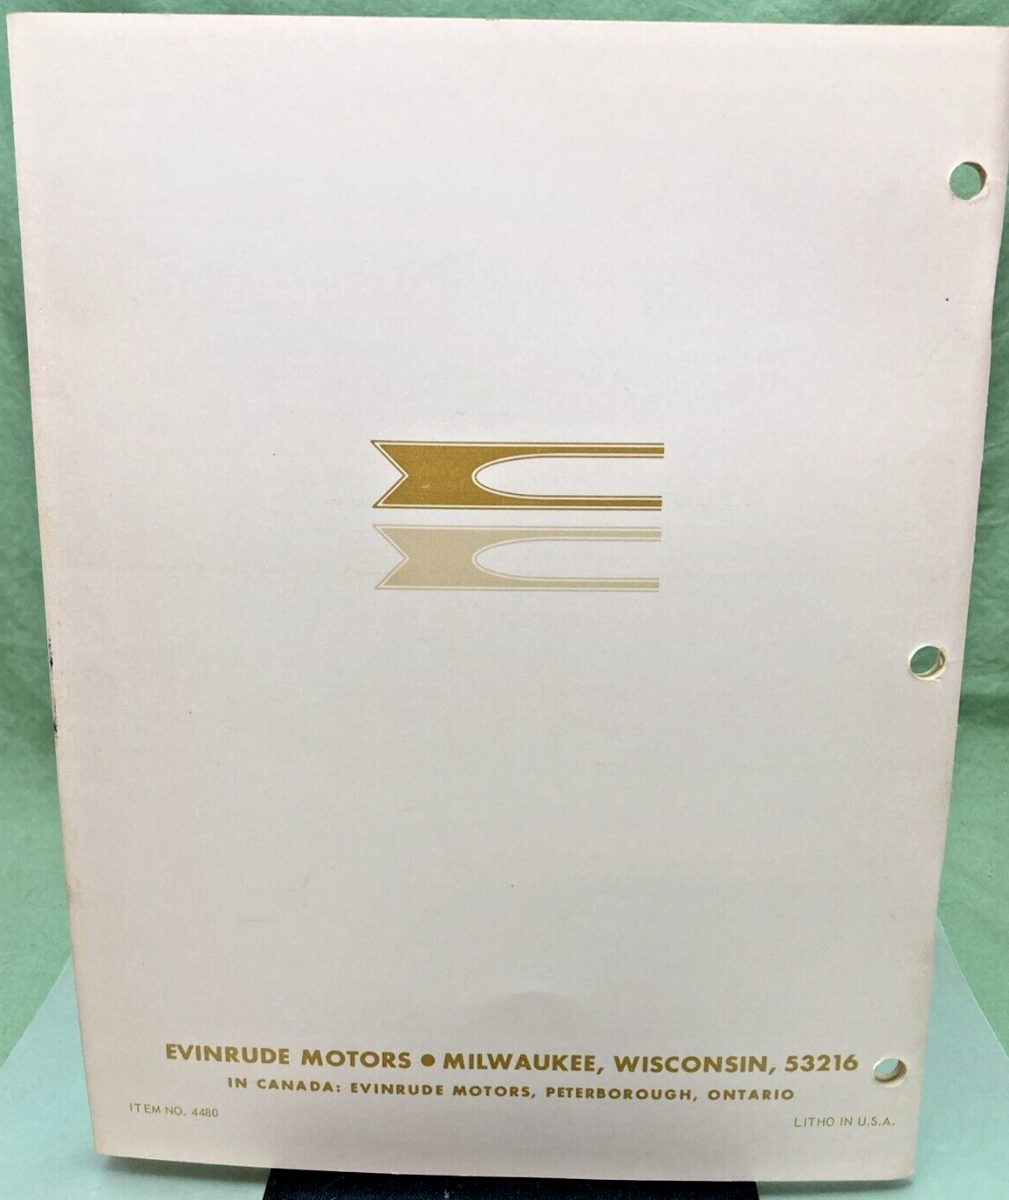 EVINRUDE MOTORS ● MILWAUKEE, WISCONSIN, 53216
IN CANADA: EVINRUDE MOTORS, PETERBOROUGH, ONTARIO
ITEM NO. 4480
LITHO IN U.S.A.